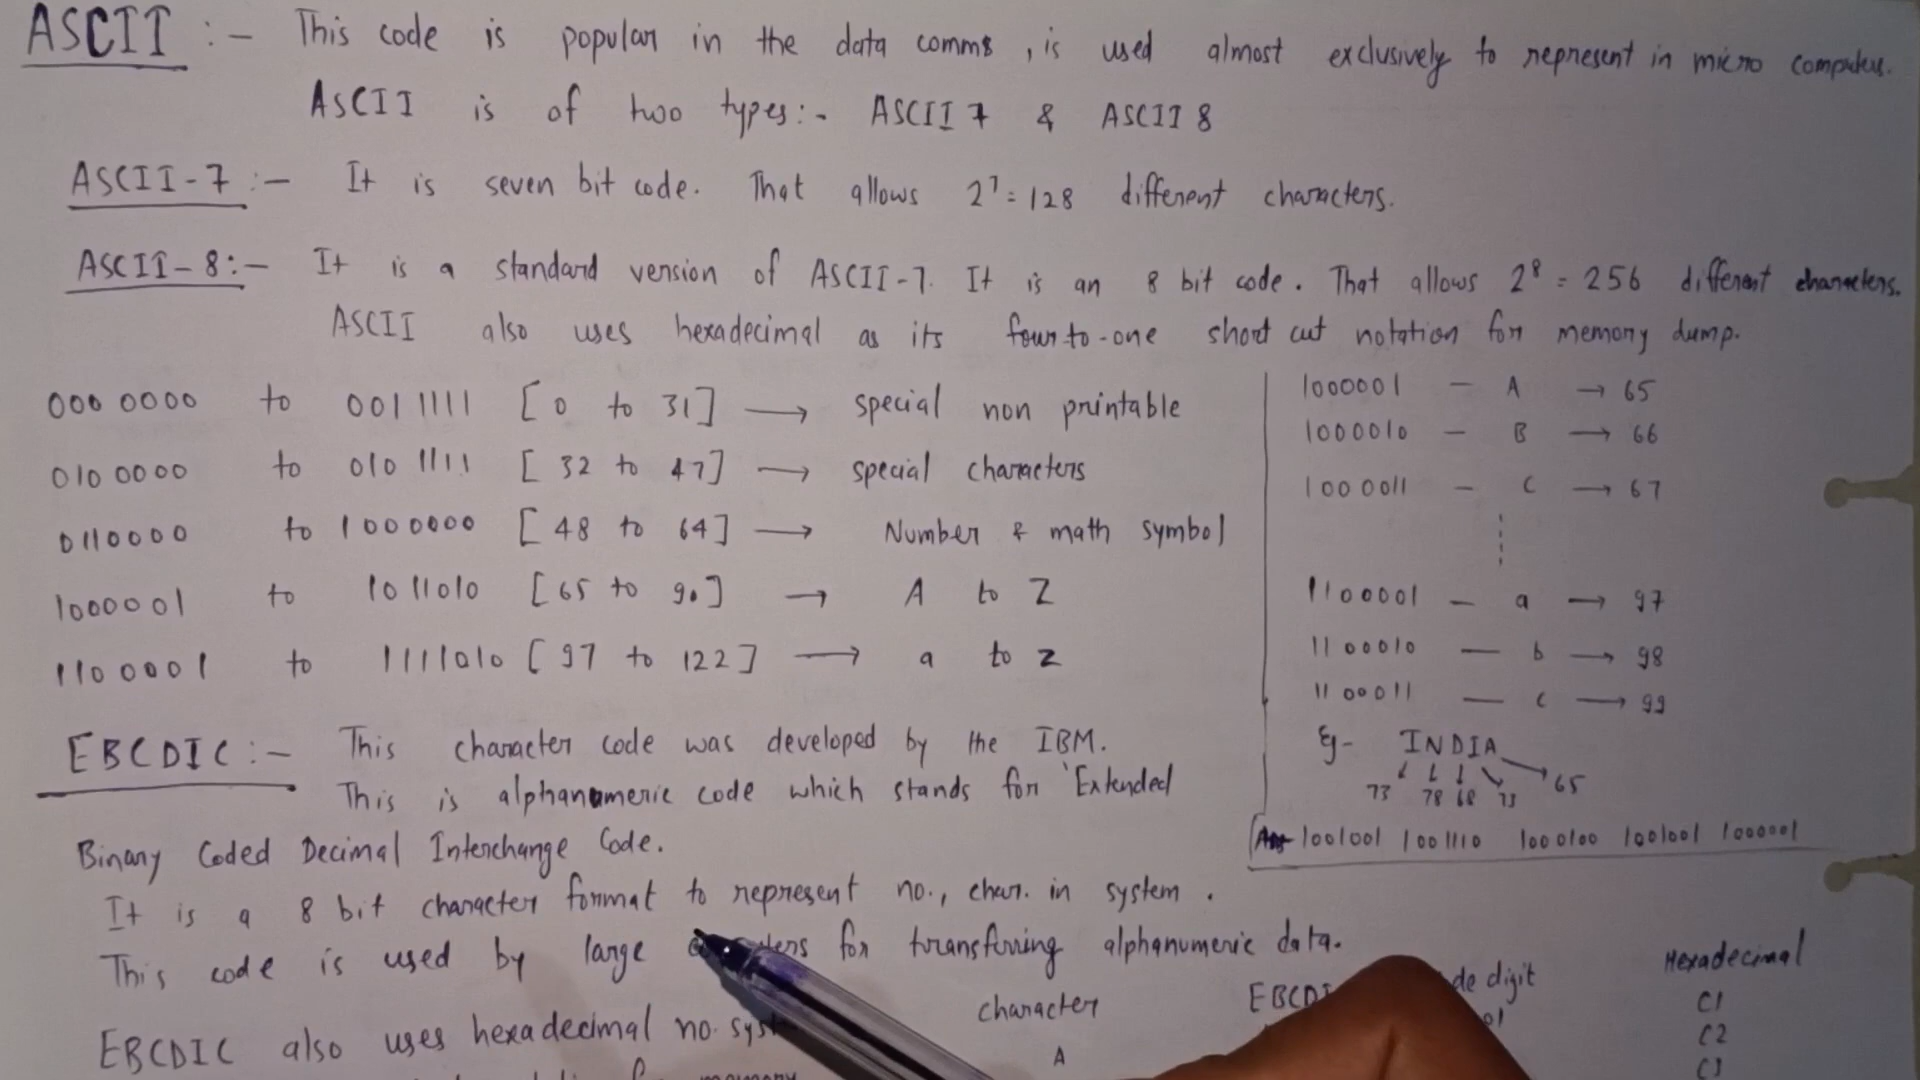 ASCII :- This code is popular in the data comms, is used almost exclusively to represent in micro computers.
ASCII is of two types:- ASCII 7 & ASCII 8
ASCII-7 :- It is seven bit code. That allows 2⁷ = 128 different characters.
ASCII-8:- It is a standard version of ASCII-7. It is an 8 bit code. That allows 2⁸ = 256 different characters.
ASCII also uses hexadecimal as its four-to-one short cut notation for memory dump.
000 0000 to 001 1111 [0 to 31] → special non printable
010 0000 to 010 1111 [32 to 47] → special characters
0110000 to 1000000 [48 to 64] → Number & math symbol
1000001 to 1011010 [65 to 90] → A to Z
1100001 to 1111010 [97 to 122] → a to z
1000001 - A → 65
1000010 - B → 66
1000011 - C → 67
1100001 - a → 97
1100010 - b → 98
1100011 - c → 99
Eg- INDIA
73 78 68 73 65
Ans 1001001 1001110 1000100 1001001 1000001
EBCDIC :- This character code was developed by the IBM.
This is alphanumeric code which stands for 'Extended
Binary Coded Decimal Interchange Code.
It is a 8 bit character format to represent no., char. in system.
This code is used by large for transfering alphanumeric data.
EBCDIC also uses hexadecimal no.
character digit Hexadecimal
A C1
C2
C3